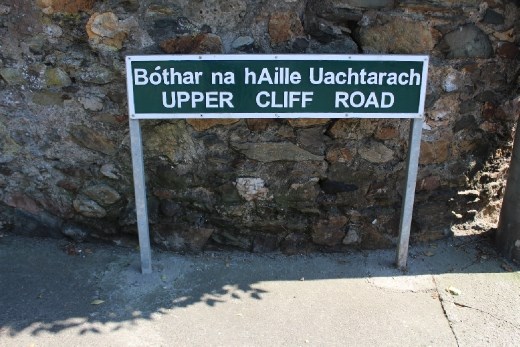 Bóthar na hAille Uachtarach
UPPER CLIFF ROAD